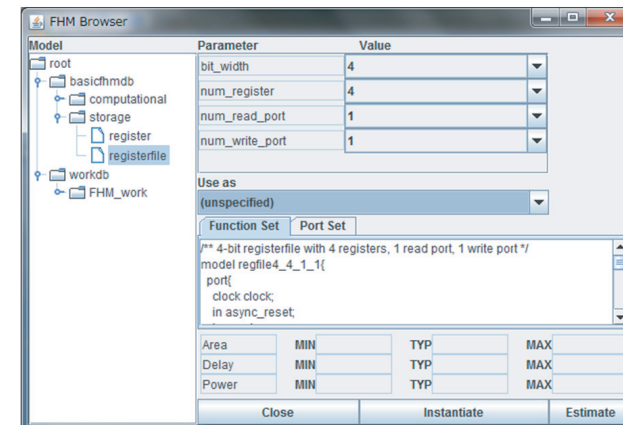 FHM Browser
Model
root
basicfhmdb
computational
storage
register
registerfile
workdb
FHM_work
Parameter Value
bit_width 4
num_register 4
num_read_port 1
num_write_port 1
Use as
(unspecified)
Function Set Port Set
/** 4-bit registerfile with 4 registers, 1 read port, 1 write port */
model regfile4_4_1_1{
port{
clock clock;
in async_reset;
Area MIN TYP MAX
Delay MIN TYP MAX
Power MIN TYP MAX
Close Instantiate Estimate